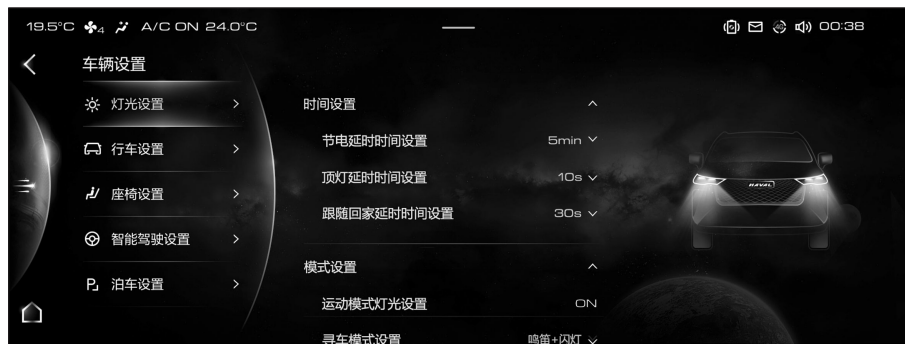 19.5°C 4 A/C ON 24.0°C 4G 00:38
车辆设置
灯光设置
行车设置
座椅设置
智能驾驶设置
P 泊车设置
时间设置
节电延时时间设置 5min
顶灯延时时间设置 10s
跟随回家延时时间设置 30s
模式设置
运动模式灯光设置 ON
寻车模式设置 鸣笛+闪灯
HAVAL